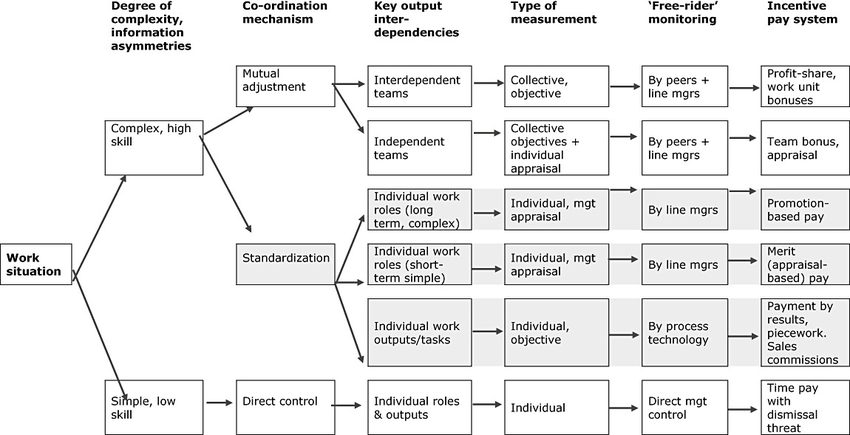 Degree of
complexity,
information
asymmetries
Co-ordination
mechanism
Key output
inter-
dependencies
Type of
measurement
‘Free-rider’
monitoring
Incentive
pay system
Mutual
adjustment
Interdependent
teams
Collective,
objective
By peers +
line mgrs
Profit-share,
work unit
bonuses
Complex, high
skill
Independent
teams
Collective
objectives +
individual
appraisal
By peers +
line mgrs
Team bonus,
appraisal
Individual work
roles (long
term, complex)
Individual, mgt
appraisal
By line mgrs
Promotion-
based pay
Work
situation
Standardization
Individual work
roles (short-
term simple)
Individual, mgt
appraisal
By line mgrs
Merit
(appraisal-
based) pay
Individual work
outputs/tasks
Individual,
objective
By process
technology
Payment by
results,
piecework.
Sales
commissions
Simple, low
skill
Direct control
Individual roles
& outputs
Individual
Direct mgt
control
Time pay
with
dismissal
threat